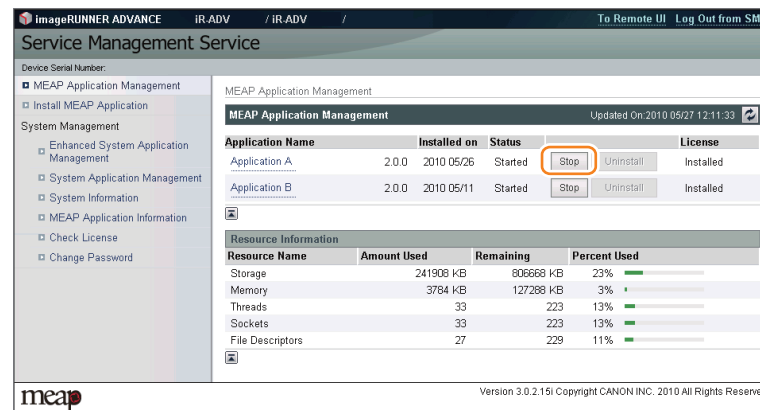 imageRUNNER ADVANCE iR-ADV / iR-ADV / To Remote UI Log Out from SM
Service Management Service
Device Serial Number:
MEAP Application Management
Install MEAP Application
System Management
Enhanced System Application
Management
System Application Management
System Information
MEAP Application Information
Check License
Change Password
MEAP Application Management
MEAP Application Management Updated On:2010 05/27 12:11:33
Application Name Installed on Status License
Application A 2.0.0 2010 05/26 Started Stop Uninstall Installed
Application B 2.0.0 2010 05/11 Started Stop Uninstall Installed
Resource Information
Resource Name Amount Used Remaining Percent Used
Storage 241908 KB 806668 KB 23%
Memory 3784 KB 127288 KB 3%
Threads 33 223 13%
Sockets 33 223 13%
File Descriptors 27 229 11%
meap Version 3.0.2.15i Copyright CANON INC. 2010 All Rights Reserve